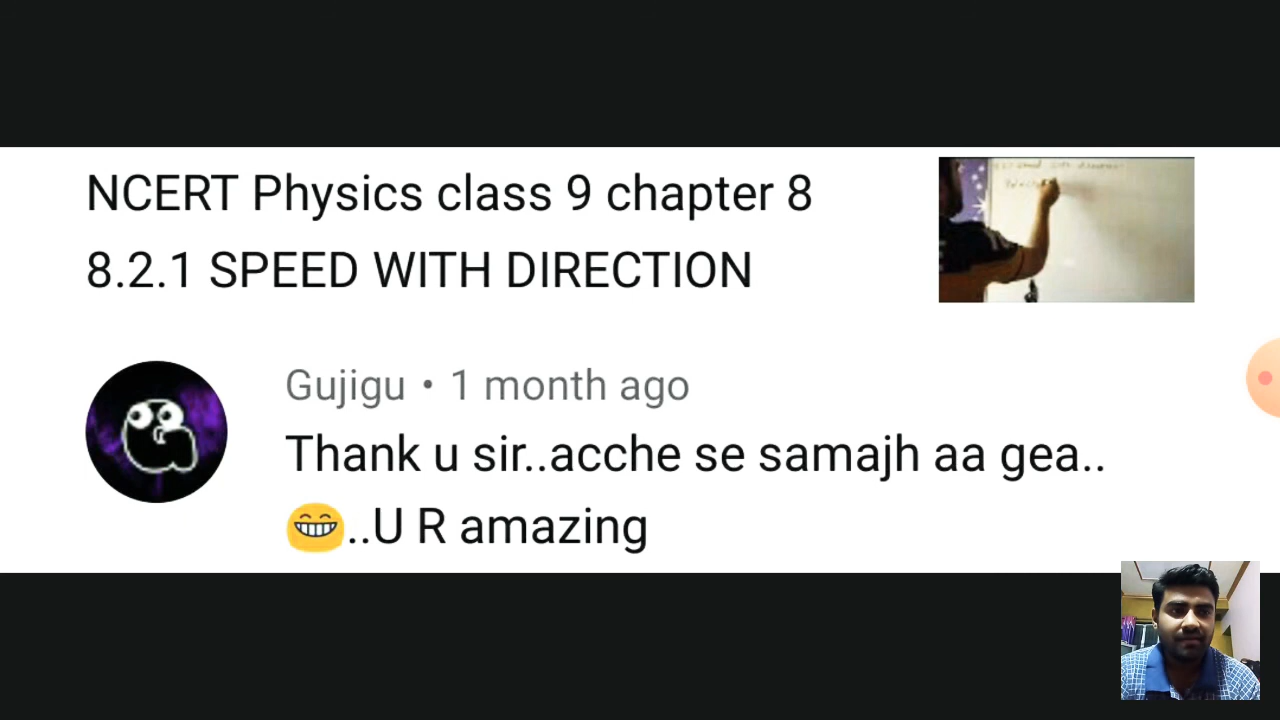 NCERT Physics class 9 chapter 8
8.2.1 SPEED WITH DIRECTION
Gujigu • 1 month ago
Thank u sir..acche se samajh aa gea..
😁..U R amazing